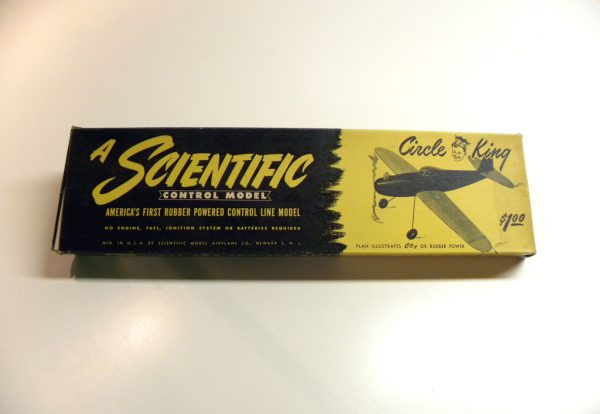 A SCIENTIFIC
CONTROL MODEL
AMERICA'S FIRST RUBBER POWERED CONTROL LINE MODEL
NO ENGINE, FUEL, IGNITION SYSTEM OR BATTERIES REQUIRED
MFD. IN U.S.A. BY SCIENTIFIC MODEL AIRPLANE CO., NEWARK 2, N. J.
Circle King
$1.00
PLAN ILLUSTRATES CO2 OR RUBBER POWER